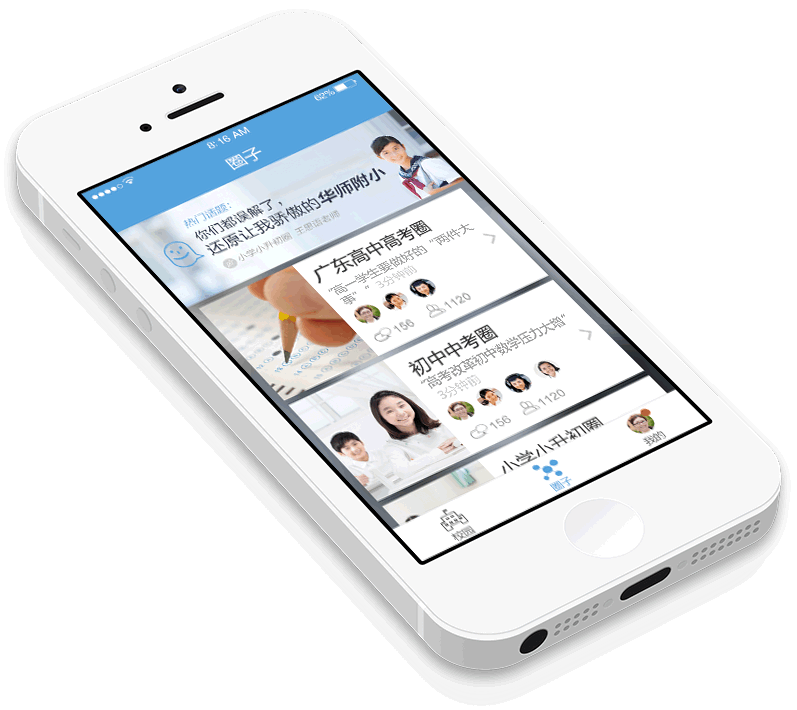 8:16 AM
62%
圈子
热门话题:
你们都误解了,
还原让我骄傲的华师附小
小学小升初圈 王思语老师
广东高中高考圈
"高一学生要做好的"两件大
事"" 3分钟前
156 1120
初中中考圈
"高考改革初中数学压力大增"
3分钟前
156 1120
小学小升初圈
校园
圈子
我的